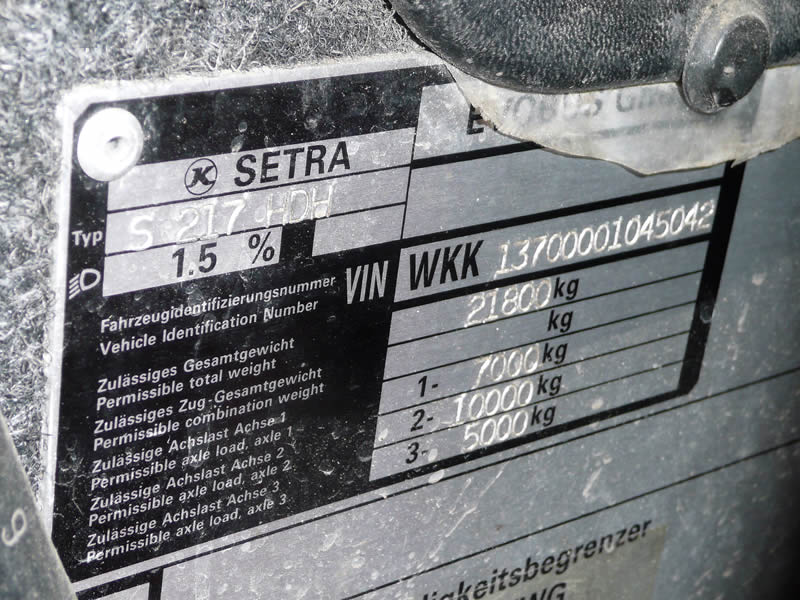 SETRA
Typ S 217 HDH
1.5 %
Fahrzeugidentifizierungsnummer
Vehicle Identification Number
VIN WKK 13700001045042
Zulässiges Gesamtgewicht
Permissible total weight
21800 kg
Zulässiges Zug-Gesamtgewicht
Permissible combination weight
kg
Zulässige Achslast Achse 1
Permissible axle load, axle 1
1- 7000 kg
Zulässige Achslast Achse 2
Permissible axle load, axle 2
2- 10000 kg
Zulässige Achslast Achse 3
Permissible axle load, axle 3
3- 5000 kg